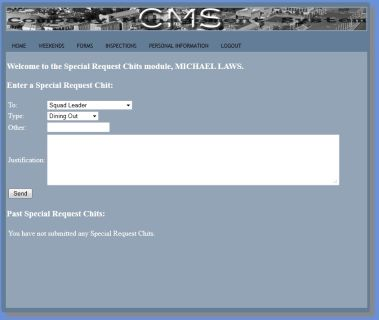 CMS
HOME WEEKENDS FORMS INSPECTIONS PERSONAL INFORMATION LOGOUT
Welcome to the Special Request Chits module, MICHAEL LAWS.
Enter a Special Request Chit:
To: Squad Leader
Type: Dining Out
Other:
Justification:
Send
Past Special Request Chits:
You have not submitted any Special Request Chits.